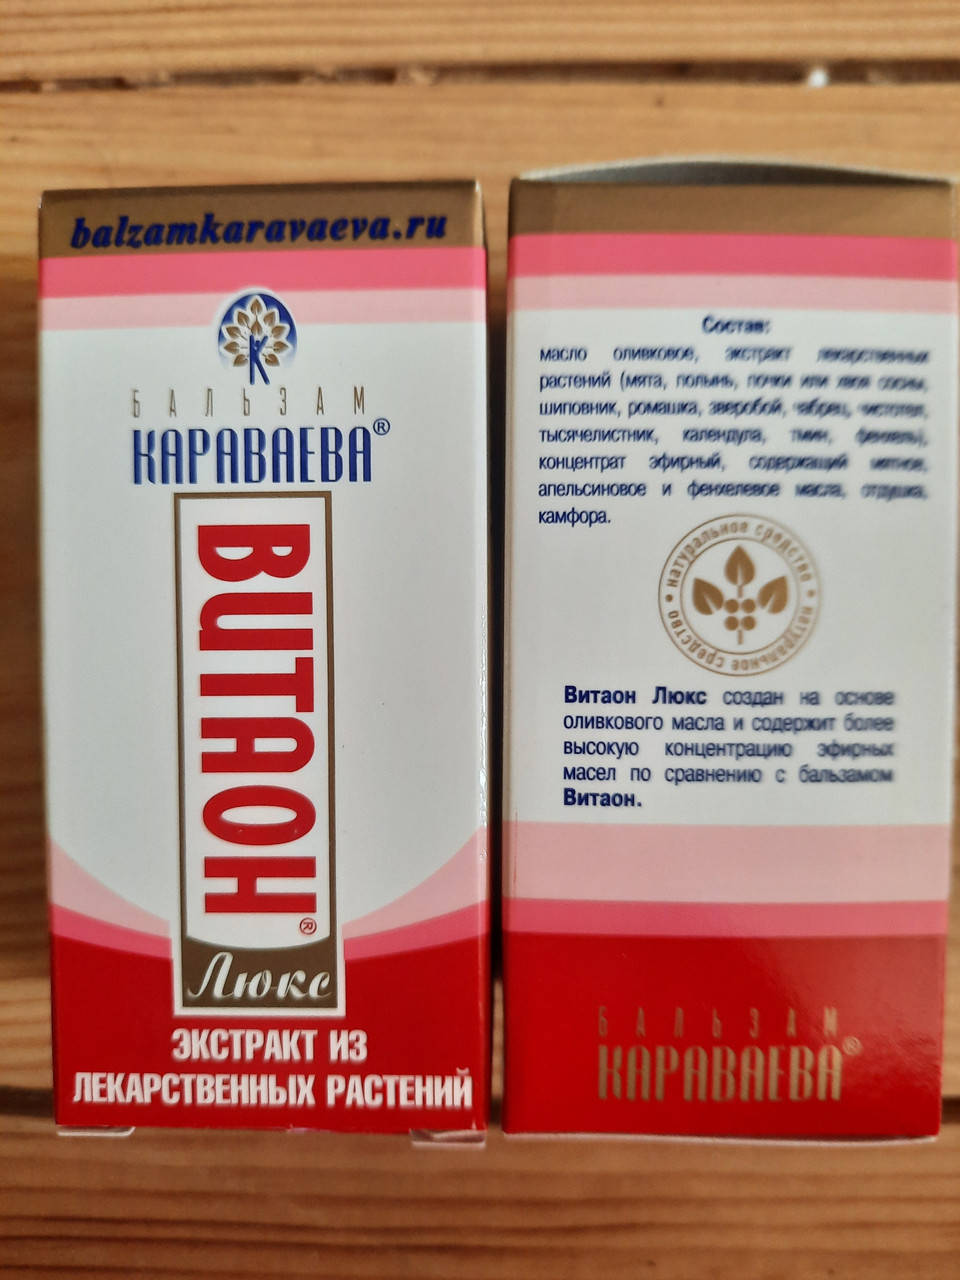 balzamkaravaeva.ru
БАЛЬЗАМ
КАРАВАЕВА®
ВИТАОН®
Люкс
ЭКСТРАКТ ИЗ
ЛЕКАРСТВЕННЫХ РАСТЕНИЙ
Состав:
масло оливковое, экстракт лекарственных
растений (мята, полынь, почки или хвоя сосны,
шиповник, ромашка, зверобой, чабрец, чистотел,
тысячелистник, календула, тмин, фенхель),
концентрат эфирный, содержащий мятное,
апельсиновое и фенхелевое масла, отдушка,
камфора.
натуральное средство • натуральное средство •
Витаон Люкс создан на основе
оливкового масла и содержит более
высокую концентрацию эфирных
масел по сравнению с бальзамом
Витаон.
БАЛЬЗАМ
КАРАВАЕВА®